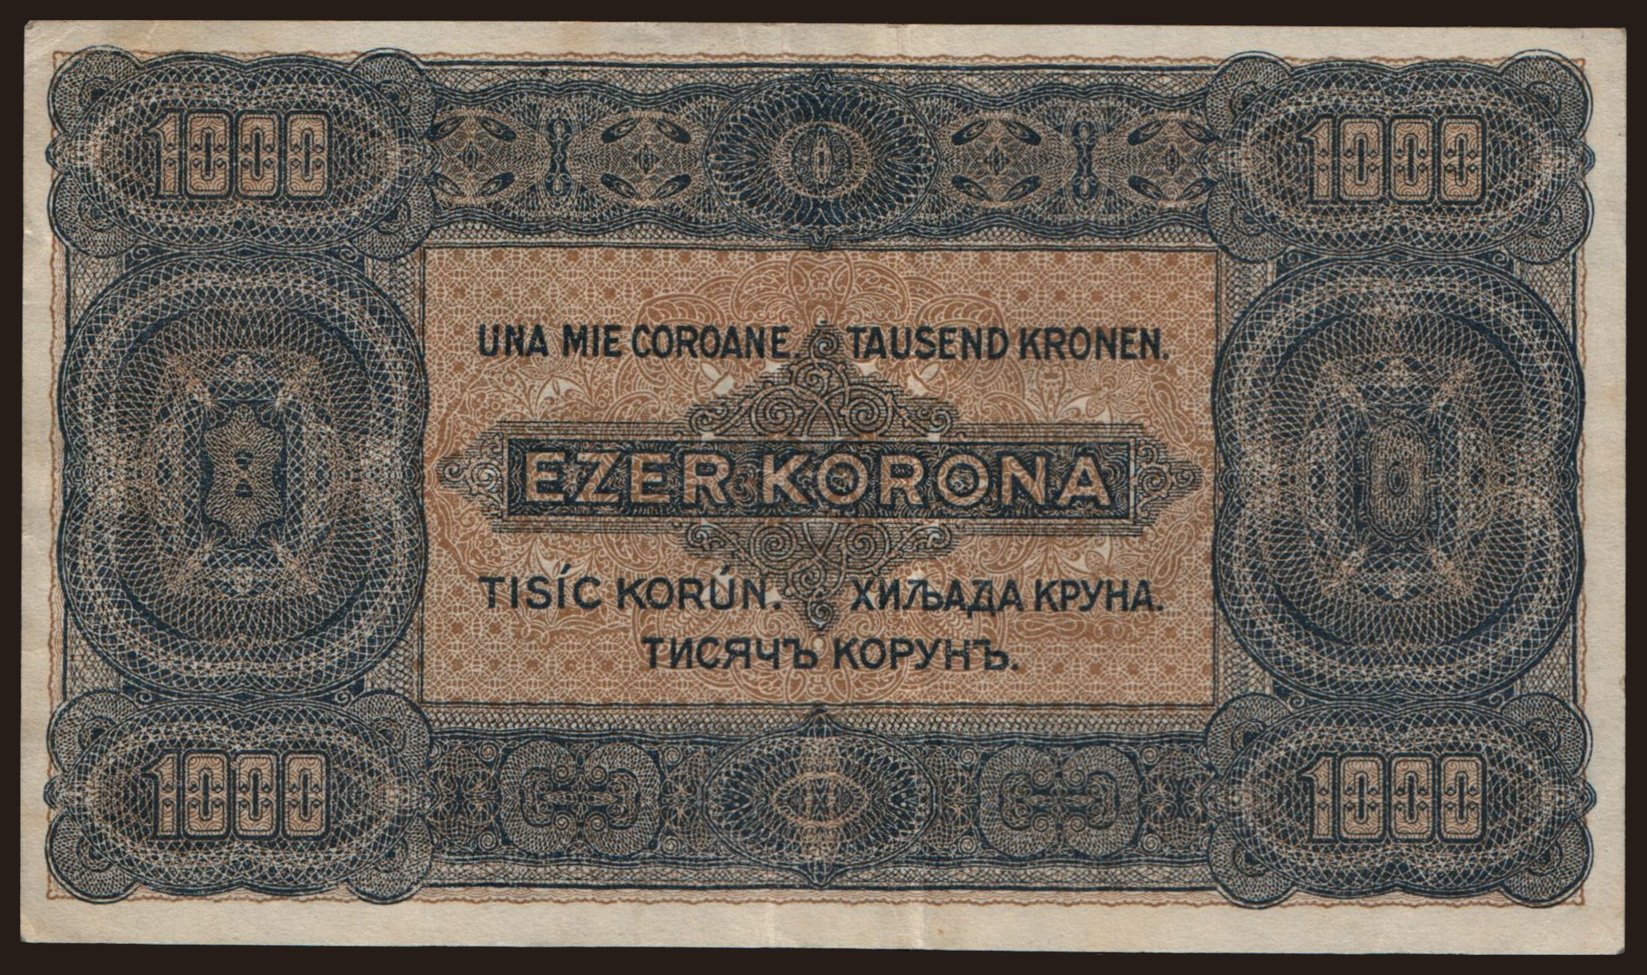 1000 1000
UNA MIE COROANE. TAUSEND KRONEN.
EZER KORONA
TISÍC KORÚN. ХИЉАДА КРУНА.
ТИСЯЧЪ КОРУНЪ.
1000 1000